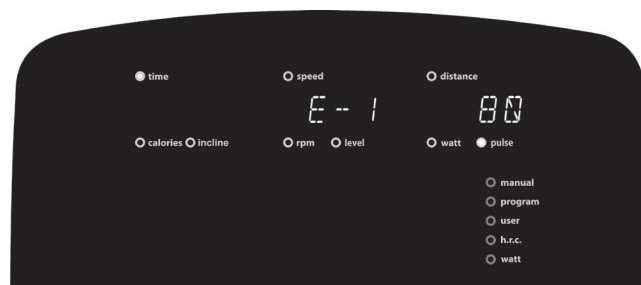 time speed distance
E-- 1 80
calories incline rpm level watt pulse
manual
program
user
h.r.c.
watt